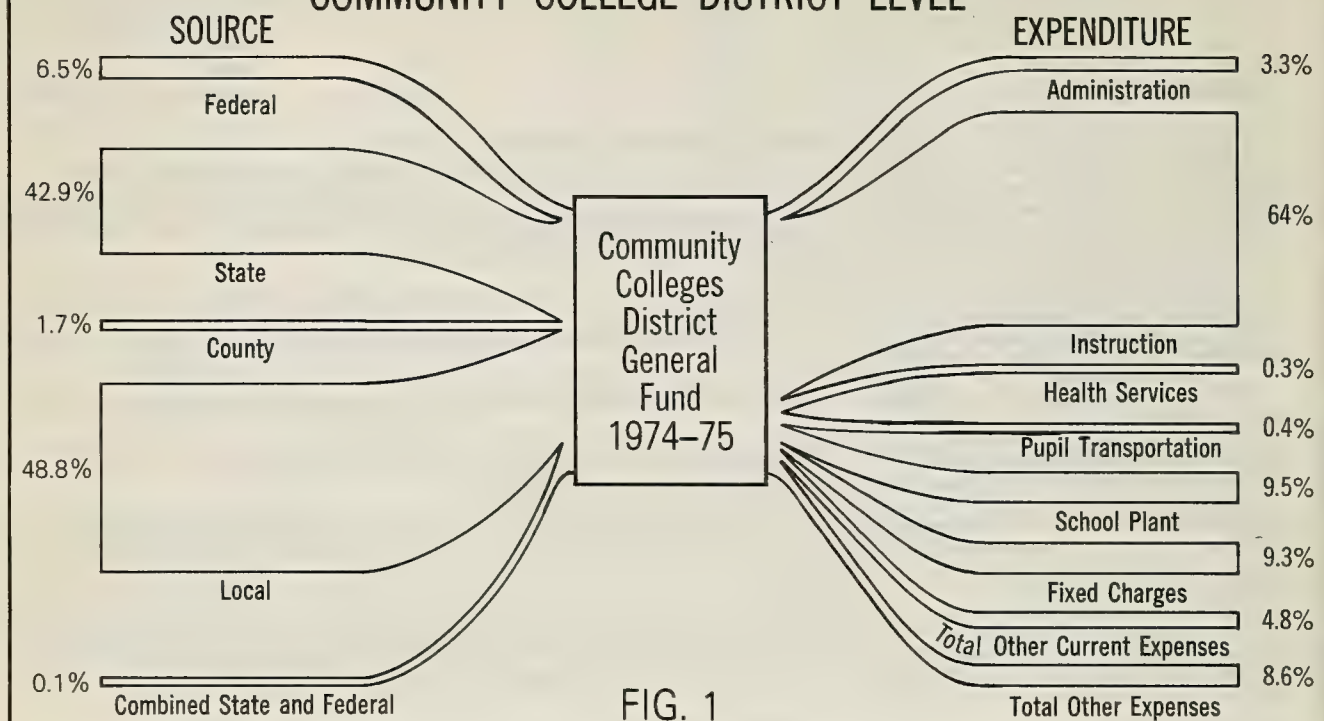 COMMUNITY COLLEGE DISTRICT LEVEL
SOURCE
6.5%
Federal
42.9%
State
1.7%
County
48.8%
Local
0.1%
Combined State and Federal
Community
Colleges
District
General
Fund
1974–75
EXPENDITURE
3.3%
Administration
64%
Instruction
0.3%
Health Services
0.4%
Pupil Transportation
9.5%
School Plant
9.3%
Fixed Charges
4.8%
Total Other Current Expenses
8.6%
Total Other Expenses
FIG. 1